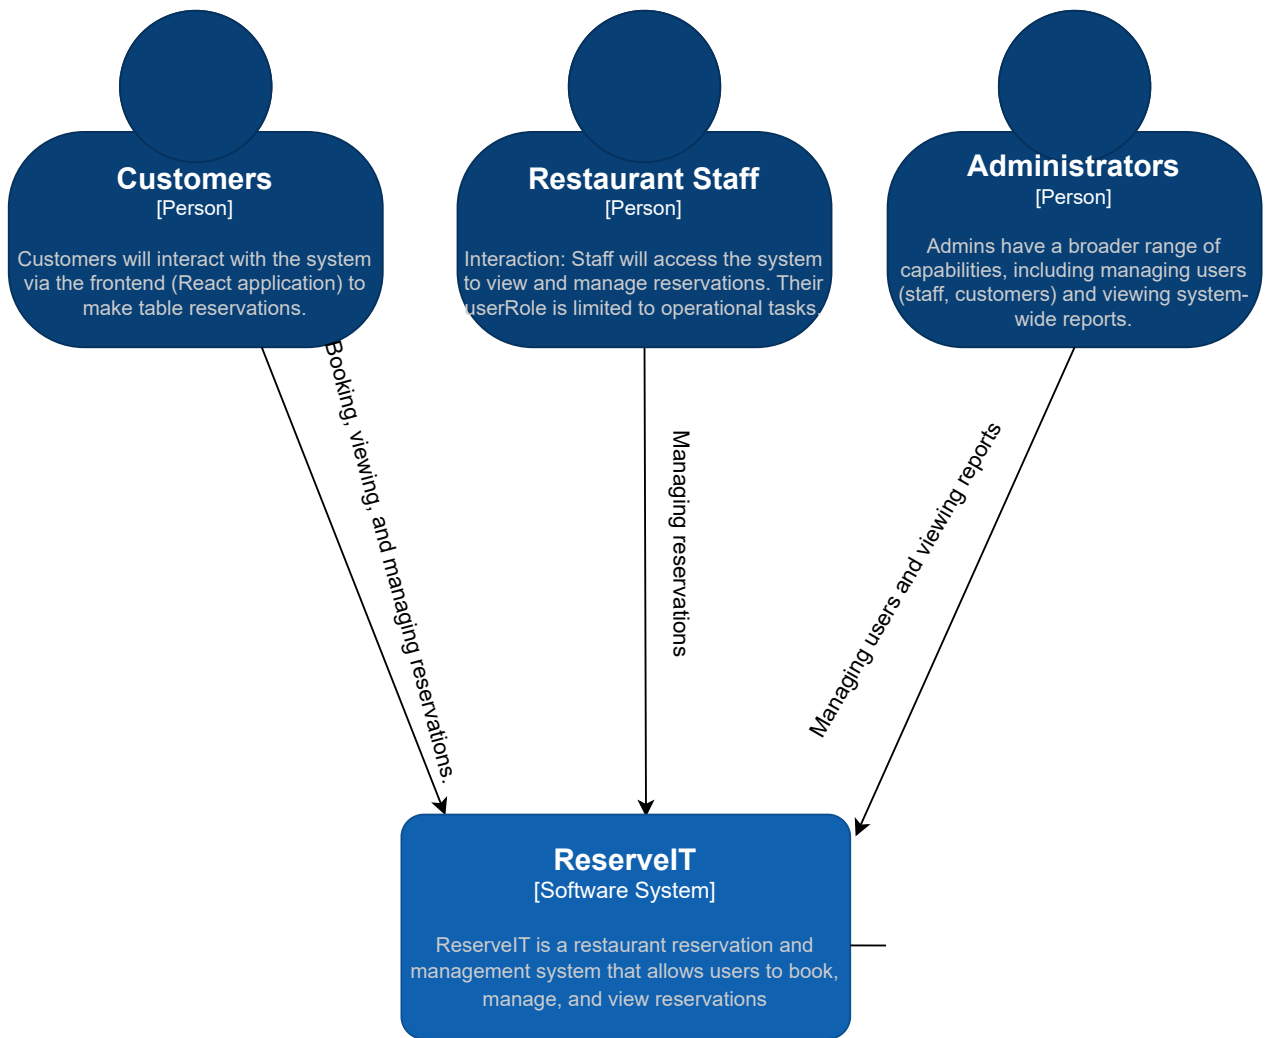 Customers
[Person]
Customers will interact with the system
via the frontend (React application) to
make table reservations.
Restaurant Staff
[Person]
Interaction: Staff will access the system
to view and manage reservations. Their
userRole is limited to operational tasks.
Administrators
[Person]
Admins have a broader range of
capabilities, including managing users
(staff, customers) and viewing system-
wide reports.
Booking, viewing, and managing reservations.
Managing reservations
Managing users and viewing reports
ReserveIT
[Software System]
ReserveIT is a restaurant reservation and
management system that allows users to book,
manage, and view reservations